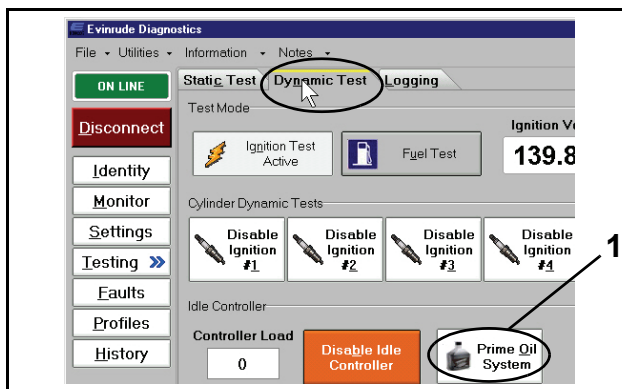 Evinrude Diagnostics
File Utilities Information Notes
ON LINE
Disconnect
Identity
Monitor
Settings
Testing
Faults
Profiles
History
Static Test Dynamic Test Logging
Test Mode
Ignition Test
Active
Fuel Test
139.8
Cylinder Dynamic Tests
Disable
Ignition
#1
Disable
Ignition
#2
Disable
Ignition
#3
Disable
Ignition
#4
Idle Controller
Controller Load
0
Disable Idle
Controller
Prime Oil
System
1